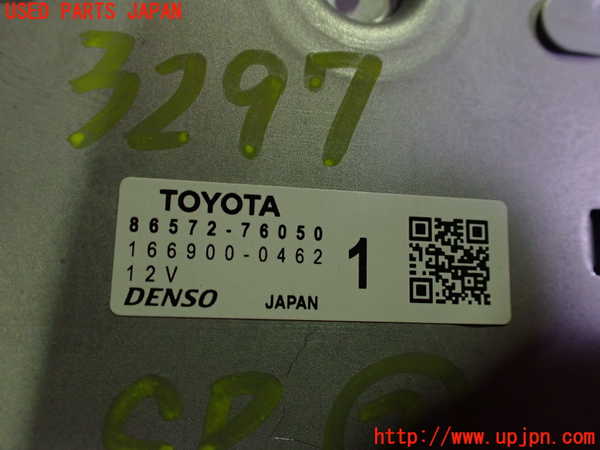 USED PARTS JAPAN
3297
TOYOTA
86572-76050
166900-0462
1
12V
DENSO
JAPAN
http://www.upjpn.com